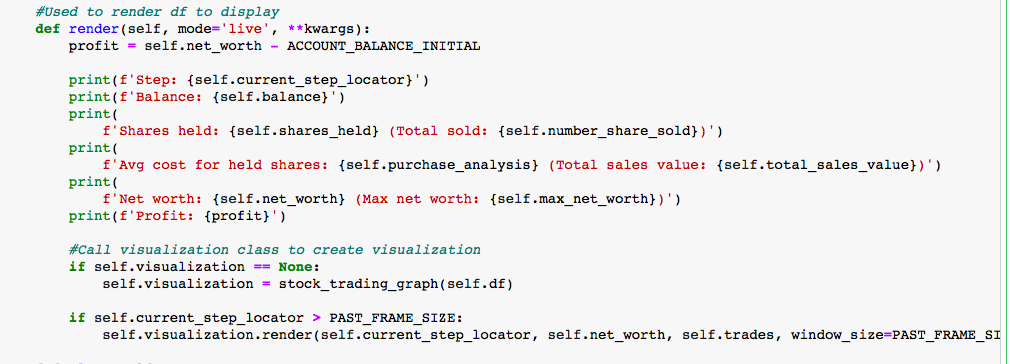 #Used to render df to display
def render(self, mode='live', **kwargs):
    profit = self.net_worth - ACCOUNT_BALANCE_INITIAL

    print(f'Step: {self.current_step_locator}')
    print(f'Balance: {self.balance}')
    print(
        f'Shares held: {self.shares_held} (Total sold: {self.number_share_sold})')
    print(
        f'Avg cost for held shares: {self.purchase_analysis} (Total sales value: {self.total_sales_value})')
    print(
        f'Net worth: {self.net_worth} (Max net worth: {self.max_net_worth})')
    print(f'Profit: {profit}')

    #Call visualization class to create visualization
    if self.visualization == None:
        self.visualization = stock_trading_graph(self.df)

    if self.current_step_locator > PAST_FRAME_SIZE:
        self.visualization.render(self.current_step_locator, self.net_worth, self.trades, window_size=PAST_FRAME_SI